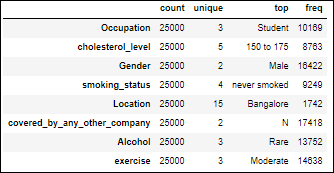 count unique top freq
Occupation 25000 3 Student 10169
cholesterol_level 25000 5 150 to 175 8763
Gender 25000 2 Male 16422
smoking_status 25000 4 never smoked 9249
Location 25000 15 Bangalore 1742
covered_by_any_other_company 25000 2 N 17418
Alcohol 25000 3 Rare 13752
exercise 25000 3 Moderate 14638